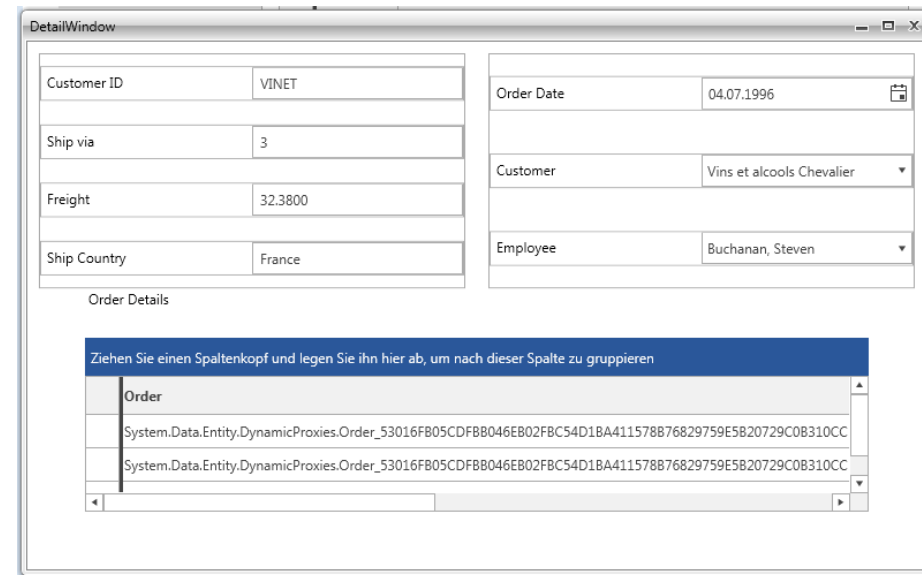 DetailWindow
Customer ID
VINET
Ship via
3
Freight
32.3800
Ship Country
France
Order Date
04.07.1996
Customer
Vins et alcools Chevalier
Employee
Buchanan, Steven
Order Details
Ziehen Sie einen Spaltenkopf und legen Sie ihn hier ab, um nach dieser Spalte zu gruppieren
Order
System.Data.Entity.DynamicProxies.Order_53016FB05CDFBB046EB02FBC54D1BA411578B76829759E5B20729C0B310CC
System.Data.Entity.DynamicProxies.Order_53016FB05CDFBB046EB02FBC54D1BA411578B76829759E5B20729C0B310CC